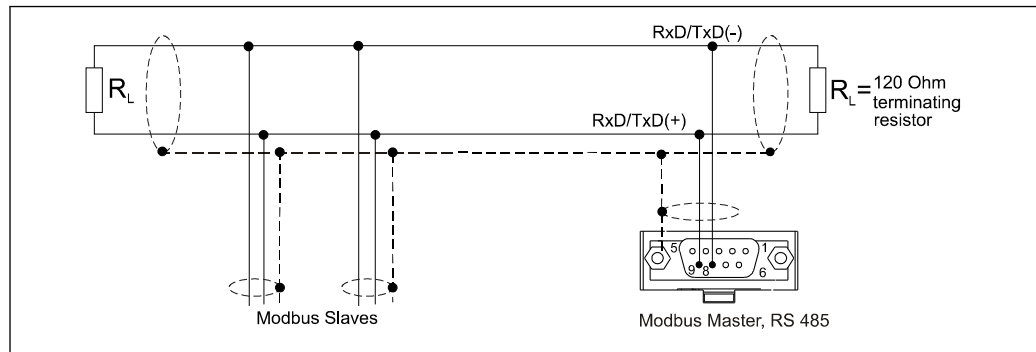 RxD/TxD(-)
R_L
R_L= 120 Ohm
terminating
resistor
RxD/TxD(+)
5
1
9 8
6
Modbus Slaves
Modbus Master, RS 485